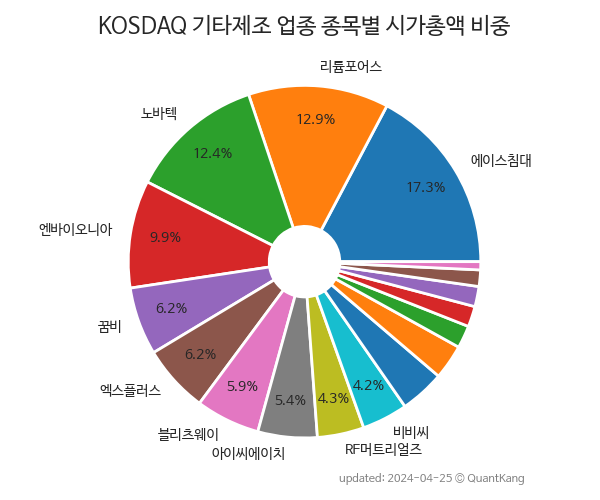 KOSDAQ 기타제조 업종 종목별 시가총액 비중
리튬포어스
노바텍
12.9%
12.4%
에이스침대
17.3%
엔바이오니아
9.9%
6.2%
꿈비
6.2%
엑스플러스
5.9%
5.4%
4.3%
4.2%
블리츠웨이
비비씨
아이씨에이치
RF머트리얼즈
updated: 2024-04-25 © QuantKang